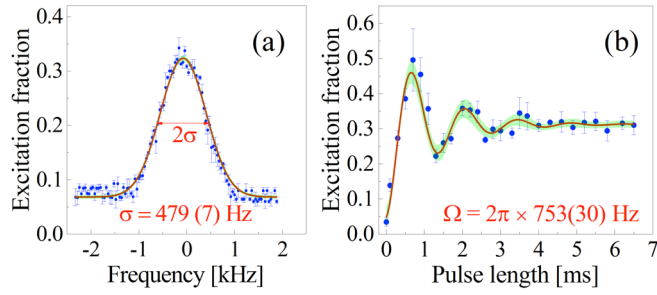 (a)
0.4
0.3
0.2
0.1
0.0
Excitation fraction
2σ
σ = 479 (7) Hz
-2 -1 0 1 2
Frequency [kHz]
(b)
0.6
0.5
0.4
0.3
0.2
0.1
0.0
Excitation fraction
Ω = 2π × 753(30) Hz
0 1 2 3 4 5 6 7
Pulse length [ms]